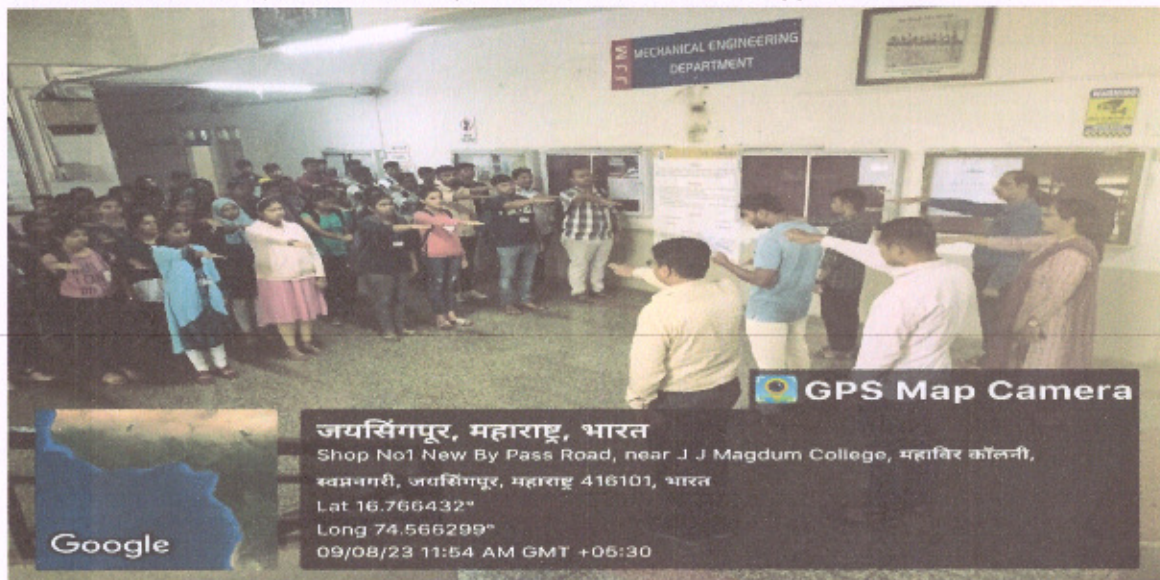 JJM
MECHANICAL ENGINEERING
DEPARTMENT
WARNING
GPS Map Camera
जयसिंगपूर, महाराष्ट्र, भारत
Shop No1 New By Pass Road, near J J Magdum College, महाविर कॉलनी,
स्वप्ननगरी, जयसिंगपूर, महाराष्ट्र 416101, भारत
Lat 16.766432°
Long 74.566299°
09/08/23 11:54 AM GMT +05:30
Google